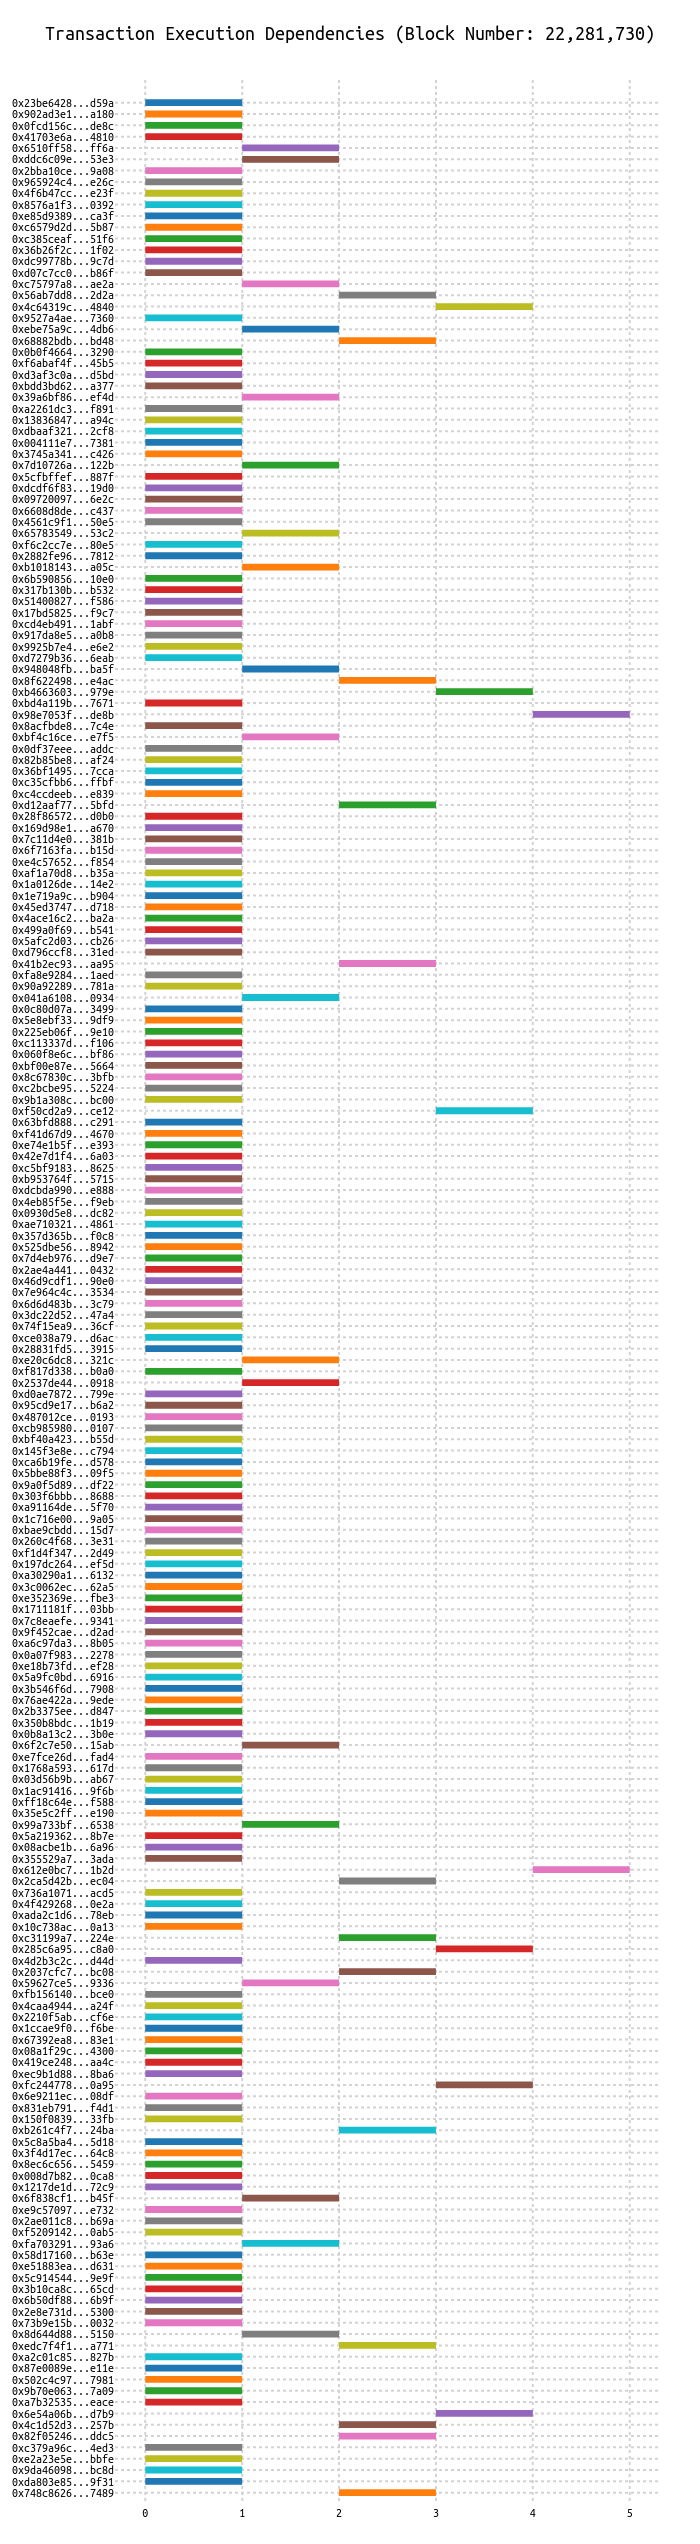 Transaction Execution Dependencies (Block Number: 22,281,730)
0x23be6428...d59a
0x902ad3e1...a180
0x0fcd156c...de8c
0x41703e6a...4810
0x6510ff58...ff6a
0xddc6c09e...53e3
0x2bba10ce...9a08
0x965924c4...e26c
0x4f6b47cc...e23f
0x8576a1f3...0392
0xe85d9389...ca3f
0xc6579d2d...5b87
0xc385ceaf...51f6
0x36b26f2c...1f02
0xdc99778b...9c7d
0xd07c7cc0...b86f
0xc75797a8...ae2a
0x56ab7dd8...2d2a
0x4c64319c...4840
0x9527a4ae...7360
0xebe75a9c...4db6
0x68882bdb...bd48
0x0b0f4664...3290
0xf6abaf4f...45b5
0xd3af3c0a...d5bd
0xbdd3bd62...a377
0x39a6bf86...ef4d
0xa2261dc3...f891
0x13836847...a94c
0xdbaaf321...2cf8
0x004111e7...7381
0x3745a341...c426
0x7d10726a...122b
0x5cfbffef...887f
0xdcdf6f83...19d0
0x09720097...6e2c
0x6608d8de...c437
0x4561c9f1...50e5
0x65783549...53c2
0xf6c2cc7e...80e5
0x2882fe96...7812
0xb1018143...a05c
0x6b590856...10e0
0x317b130b...b532
0x51400827...f586
0x17bd5825...f9c7
0xcd4eb491...1abf
0x917da8e5...a0b8
0x9925b7e4...e6e2
0xd7279b36...6eab
0x948048fb...ba5f
0x8f622498...e4ac
0xb4663603...979e
0xbd4a119b...7671
0x98e7053f...de8b
0x8acfbde8...7c4e
0xbf4c16ce...e7f5
0x0df37eee...addc
0x82b85be8...af24
0x36bf1495...7cca
0xc35cfbb6...ffbf
0xc4ccdeeb...e839
0xd12aaf77...5bfd
0x28f86572...d0b0
0x169d98e1...a670
0x7c11d4e0...381b
0x6f7163fa...b15d
0xe4c57652...f854
0xaf1a70d8...b35a
0x1a0126de...14e2
0x1e719a9c...b904
0x45ed3747...d718
0x4ace16c2...ba2a
0x499a0f69...b541
0x5afc2d03...cb26
0xd796ccf8...31ed
0x41b2ec93...aa95
0xfa8e9284...1aed
0x90a92289...781a
0x041a6108...0934
0x0c80d07a...3499
0x5e8ebf33...9df9
0x225eb06f...9e10
0xc113337d...f106
0x060f8e6c...bf86
0xbf00e87e...5664
0x8c67830c...3bfb
0xc2bcbe95...5224
0x9b1a308c...bc00
0xf50cd2a9...ce12
0x63bfd888...c291
0xf41d67d9...4670
0xe74e1b5f...e393
0x42e7d1f4...6a03
0xc5bf9183...8625
0xb953764f...5715
0xdcbda990...e888
0x4eb85f5e...f9eb
0x0930d5e8...dc82
0xae710321...4861
0x357d365b...f0c8
0x525dbe56...8942
0x7d4eb976...d9e7
0x2ae4a441...0432
0x46d9cdf1...90e0
0x7e964c4c...3534
0x6d6d483b...3c79
0x3dc22d52...47a4
0x74f15ea9...36cf
0xce038a79...d6ac
0x28831fd5...3915
0xe20c6dc8...321c
0xf817d338...b0a0
0x2537de44...0918
0xd0ae7872...799e
0x95cd9e17...b6a2
0x487012ce...0193
0xcb985980...0107
0xbf40a423...b55d
0x145f3e8e...c794
0xca6b19fe...d578
0x5bbe88f3...09f5
0x9a0f5d89...df22
0x303f6bbb...8688
0xa91164de...5f70
0x1c716e00...9a05
0xbae9cbdd...15d7
0x260c4f68...3e31
0xf1d4f347...2d49
0x197dc264...ef5d
0xa30290a1...6132
0x3c0062ec...62a5
0xe352369e...fbe3
0x1711181f...03bb
0x7c8eaefe...9341
0x9f452cae...d2ad
0xa6c97da3...8b05
0x0a07f983...2278
0xe18b73fd...ef28
0x5a9fc0bd...6916
0x3b546f6d...7908
0x76ae422a...9ede
0x2b3375ee...d847
0x350b8bdc...1b19
0x0b8a13c2...3b0e
0x6f2c7e50...15ab
0xe7fce26d...fad4
0x1768a593...617d
0x03d56b9b...ab67
0x1ac91416...9f6b
0xff18c64e...f588
0x35e5c2ff...e190
0x99a733bf...6538
0x5a219362...8b7e
0x08acbe1b...6a96
0x355529a7...3ada
0x612e0bc7...1b2d
0x2ca5d42b...ec04
0x736a1071...acd5
0x4f429268...0e2a
0xada2c1d6...78eb
0x10c738ac...0a13
0xc31199a7...224e
0x285c6a95...c8a0
0x4d2b3c2c...d44d
0x2037cfc7...bc08
0x59627ce5...9336
0xfb156140...bce0
0x4caa4944...a24f
0x2210f5ab...cf6e
0x1ccae9f0...f6be
0x67392ea8...83e1
0x08a1f29c...4300
0x419ce248...aa4c
0xec9b1d88...8ba6
0xfc244778...0a95
0x6e9211ec...08df
0x831eb791...f4d1
0x150f0839...33fb
0xb261c4f7...24ba
0x5c8a5ba4...5d18
0x3f4d17ec...64c8
0x8ec6c656...5459
0x008d7b82...0ca8
0x1217de1d...72c9
0x6f838cf1...b45f
0xe9c57097...e732
0x2ae011c8...b69a
0xf5209142...0ab5
0xfa703291...93a6
0x58d17160...b63e
0xe51883ea...d631
0x5c914544...9e9f
0x3b10ca8c...65cd
0x6b50df88...6b9f
0x2e8e731d...5300
0x73b9e15b...0032
0x8d644d88...5150
0xedc7f4f1...a771
0xa2c01c85...827b
0x87e0089e...e11e
0x502c4c97...7981
0x9b70e063...7a09
0xa7b32535...eace
0x6e54a06b...d7b9
0x4c1d52d3...257b
0x82f05246...ddc5
0xc379a96c...4ed3
0xe2a23e5e...bbfe
0x9da46098...bc8d
0xda803e85...9f31
0x748c8626...7489
0 1 2 3 4 5